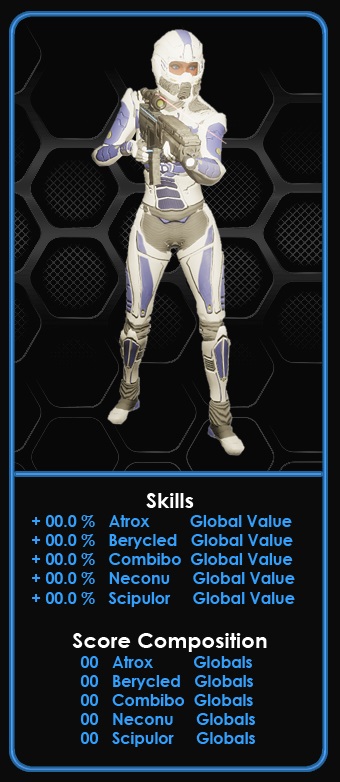 Skills
+ 00.0 % Atrox Global Value
+ 00.0 % Berycled Global Value
+ 00.0 % Combibo Global Value
+ 00.0 % Neconu Global Value
+ 00.0 % Scipulor Global Value
Score Composition
00 Atrox Globals
00 Berycled Globals
00 Combibo Globals
00 Neconu Globals
00 Scipulor Globals